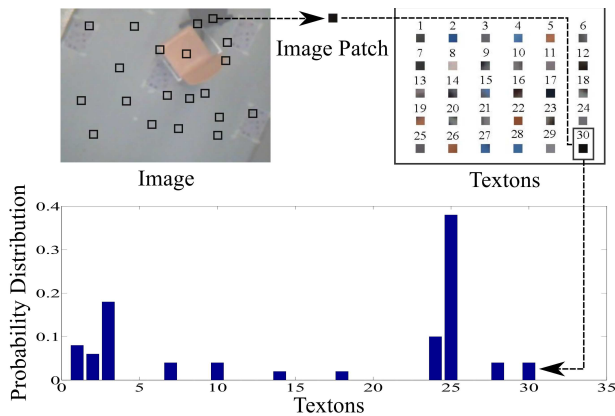 Image Patch
Image
1 2 3 4 5 6
7 8 9 10 11 12
13 14 15 16 17 18
19 20 21 22 23 24
25 26 27 28 29 30
Textons
Probability Distribution
0.4
0.3
0.2
0.1
0
0 5 10 15 20 25 30 35
Textons